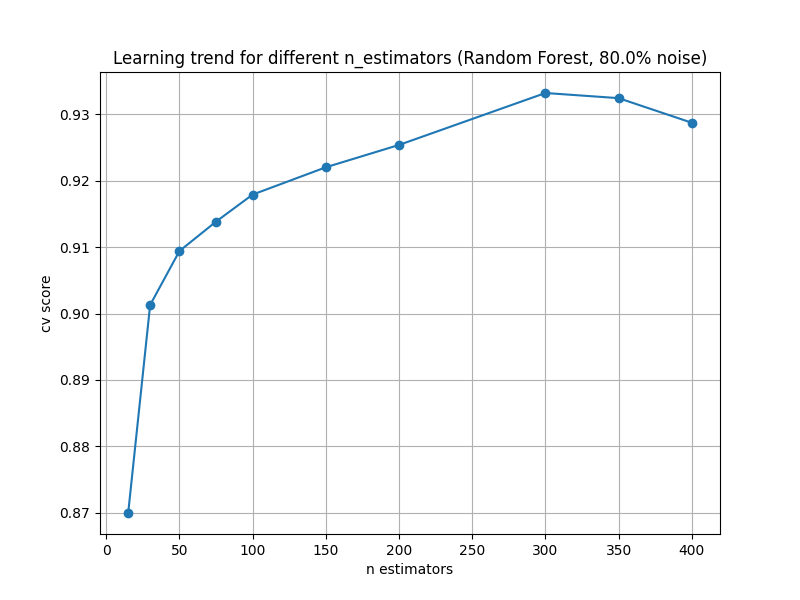 Learning trend for different n_estimators (Random Forest, 80.0% noise)
0.93
0.92
0.91
0.90
0.89
0.88
0.87
cv score
0 50 100 150 200 250 300 350 400
n estimators